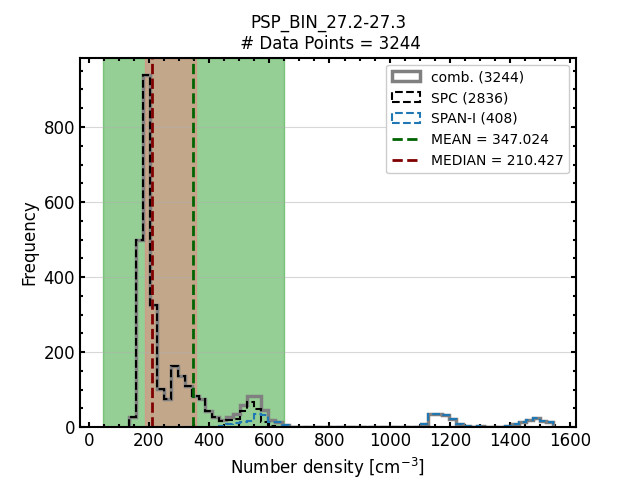 PSP_BIN_27.2-27.3
# Data Points = 3244
comb. (3244)
SPC (2836)
SPAN-I (408)
MEAN = 347.024
MEDIAN = 210.427
Frequency
800
600
400
200
0
0 200 400 600 800 1000 1200 1400 1600
Number density [cm⁻³]